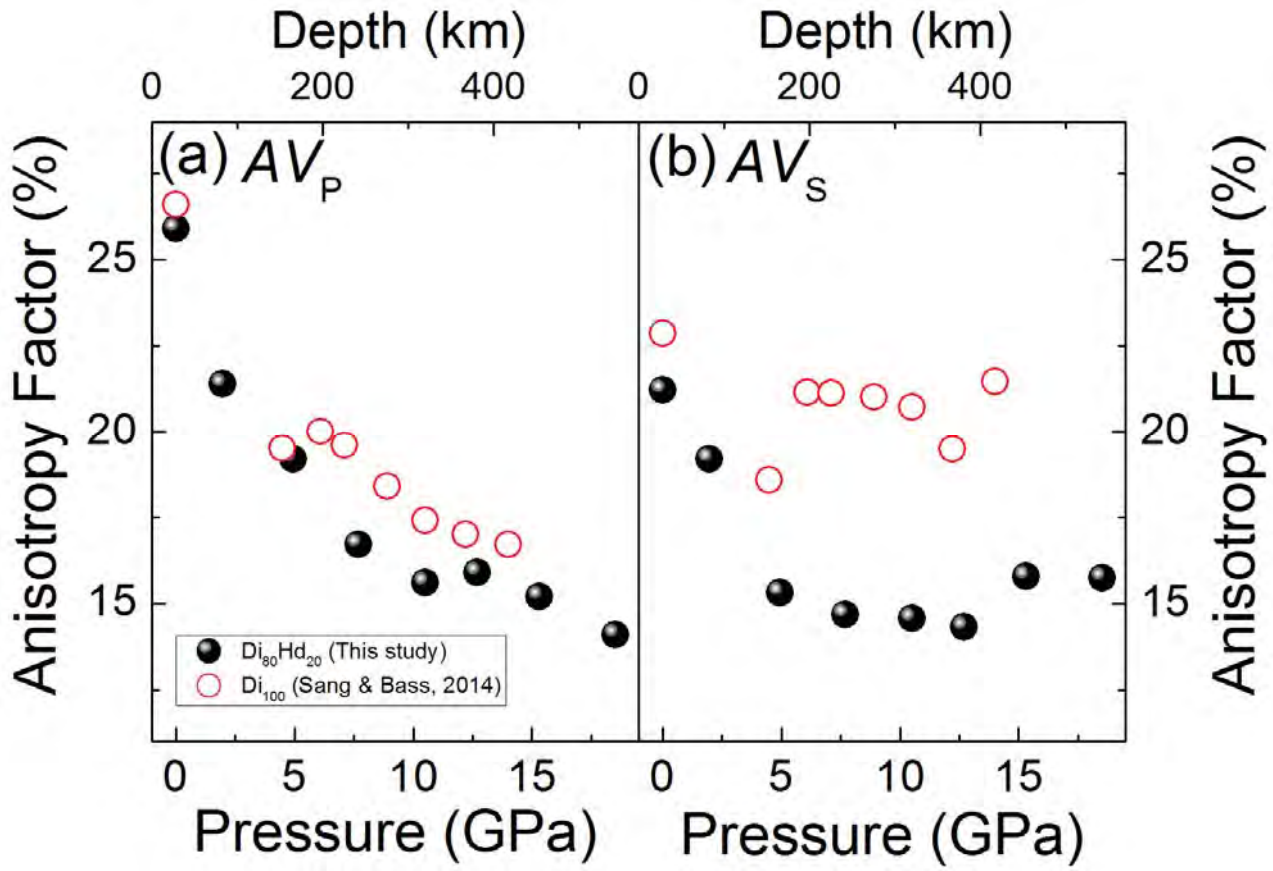 Depth (km) Depth (km)
0 200 400 0 200 400
(a) AVP (b) AVS
Anisotropy Factor (%)
25 20 15
25 20 15
Anisotropy Factor (%)
Di80Hd20 (This study)
Di100 (Sang & Bass, 2014)
0 5 10 15 0 5 10 15
Pressure (GPa) Pressure (GPa)